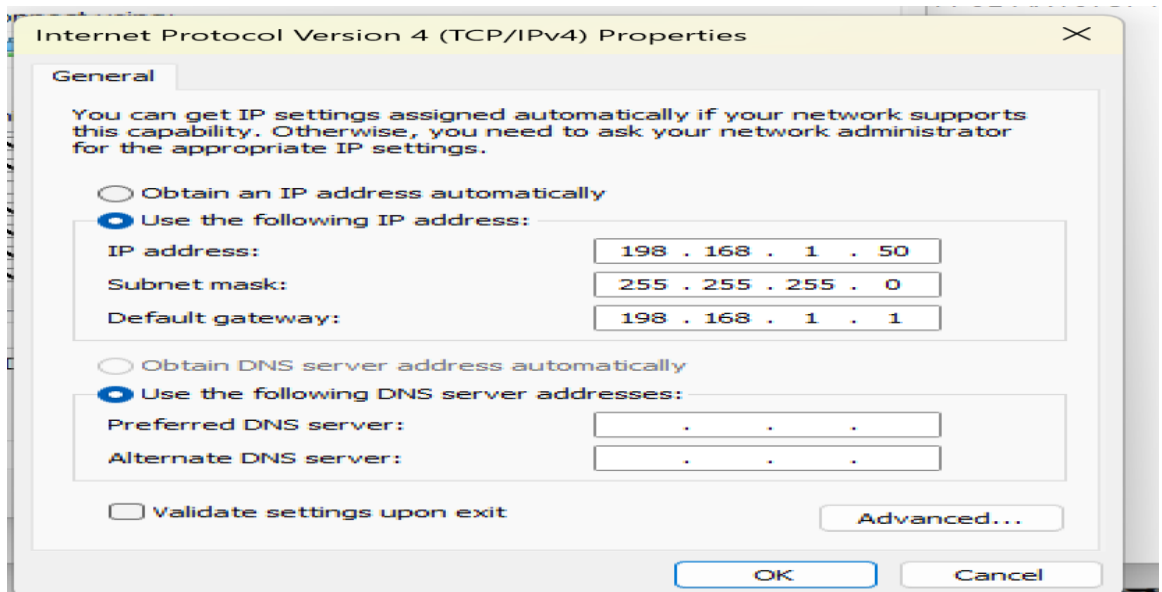 Internet Protocol Version 4 (TCP/IPv4) Properties
General
You can get IP settings assigned automatically if your network supports
this capability. Otherwise, you need to ask your network administrator
for the appropriate IP settings.
Obtain an IP address automatically
Use the following IP address:
IP address: 198 . 168 . 1 . 50
Subnet mask: 255 . 255 . 255 . 0
Default gateway: 198 . 168 . 1 . 1
Obtain DNS server address automatically
Use the following DNS server addresses:
Preferred DNS server: . . .
Alternate DNS server: . . .
Validate settings upon exit
Advanced...
OK Cancel